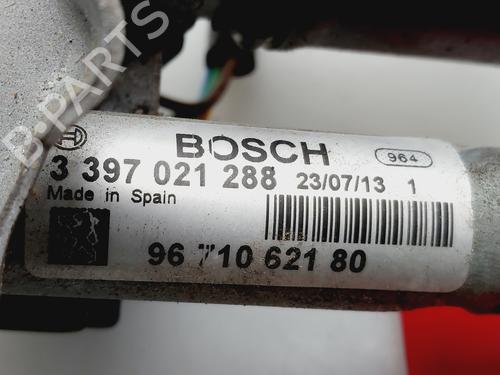 B-PARTS
BOSCH
964
3 397 021 288 23/07/13 1
Made in Spain
96 710 621 80